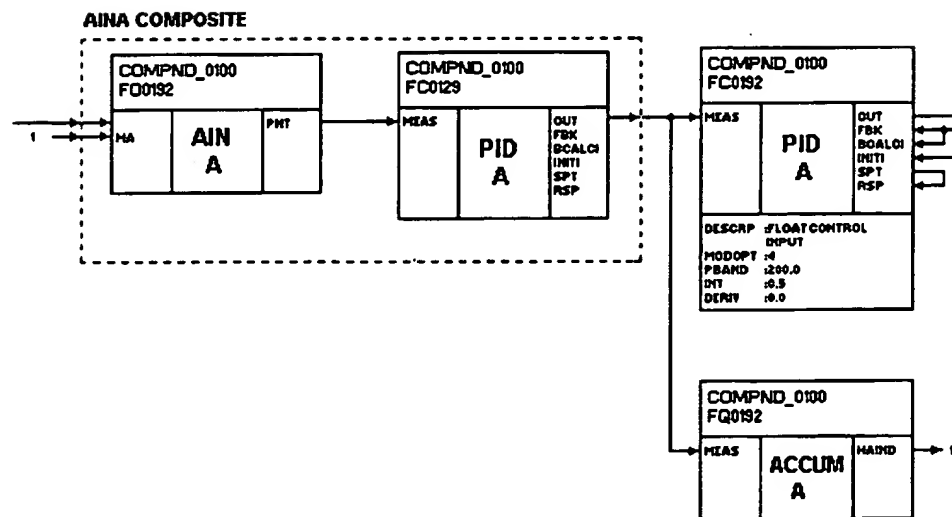 AINA COMPOSITE
COMPND_0100
FO0192
1
MA
AIN
A
PNT
COMPND_0100
FC0129
MEAS
PID
A
OUT
FBK
BCALCI
INITI
SPT
RSP
COMPND_0100
FC0192
MEAS
PID
A
OUT
FBK
BCALCI
INITI
SPT
RSP
DESCRP :FLOAT CONTROL
INPUT
MODOPT :4
PBAND :200.0
INT :0.5
DERIV :0.0
COMPND_0100
FQ0192
MEAS
ACCUM
A
HAIND
1